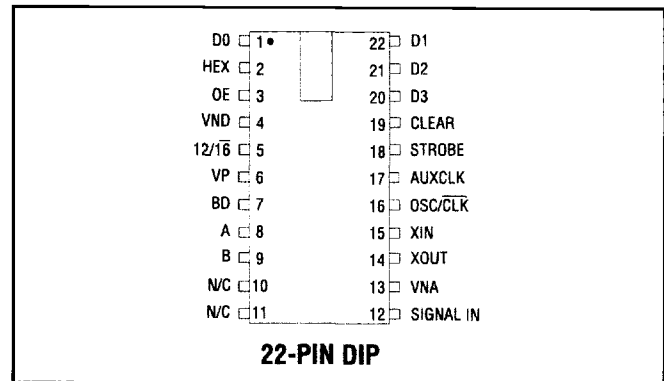 D0 1 22 D1
HEX 2 21 D2
OE 3 20 D3
VND 4 19 CLEAR
12/1̅6̅ 5 18 STROBE
VP 6 17 AUXCLK
BD 7 16 OSC/C̅L̅K̅
A 8 15 XIN
B 9 14 XOUT
N/C 10 13 VNA
N/C 11 12 SIGNAL IN
22-PIN DIP